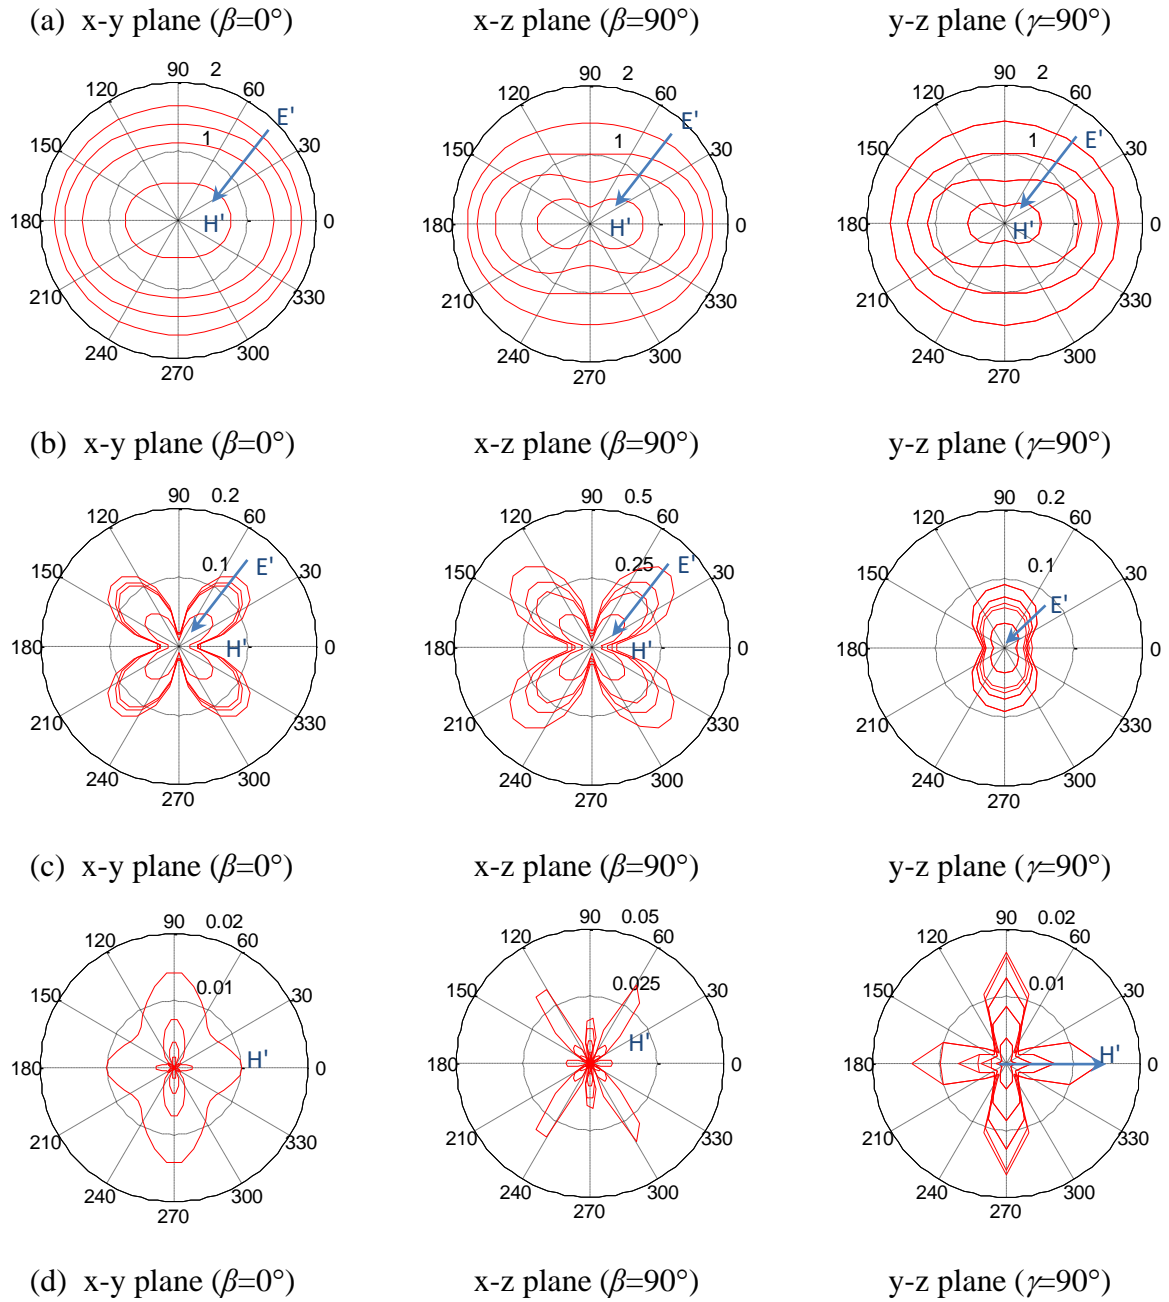 (a) x-y plane (β=0°) x-z plane (β=90°) y-z plane (γ=90°)
90 2 90 2 90 2
120 60 120 60 120 60
E' E' E'
150 1 30 150 1 30 150 1 30
180 H' 0 180 H' 0 180 H' 0
210 330 210 330 210 330
240 300 240 300 240 300
270 270 270
(b) x-y plane (β=0°) x-z plane (β=90°) y-z plane (γ=90°)
90 0.2 90 0.5 90 0.2
120 60 120 60 120 60
150 0.1 E' 30 150 0.25 E' 30 150 0.1 30
E'
180 H' 0 180 H' 0 180 0
210 330 210 330 210 330
240 300 240 300 240 300
270 270 270
(c) x-y plane (β=0°) x-z plane (β=90°) y-z plane (γ=90°)
90 0.02 90 0.05 90 0.02
120 60 120 60 120 60
150 0.01 30 150 0.025 30 150 0.01 30
180 H' 0 180 H' 0 180 H' 0
210 330 210 330 210 330
240 300 240 300 240 300
270 270 270
(d) x-y plane (β=0°) x-z plane (β=90°) y-z plane (γ=90°)